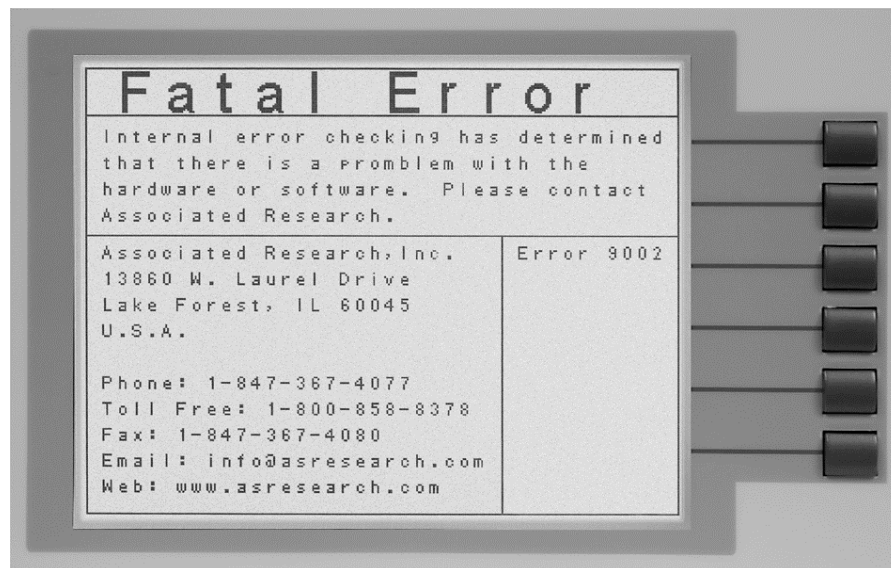 Fatal Error
Internal error checking has determined
that there is a promblem with the
hardware or software. Please contact
Associated Research.
Associated Research,Inc.
13860 W. Laurel Drive
Lake Forest, IL 60045
U.S.A.
Phone: 1-847-367-4077
Toll Free: 1-800-858-8378
Fax: 1-847-367-4080
Email: info@asresearch.com
Web: www.asresearch.com
Error 9002